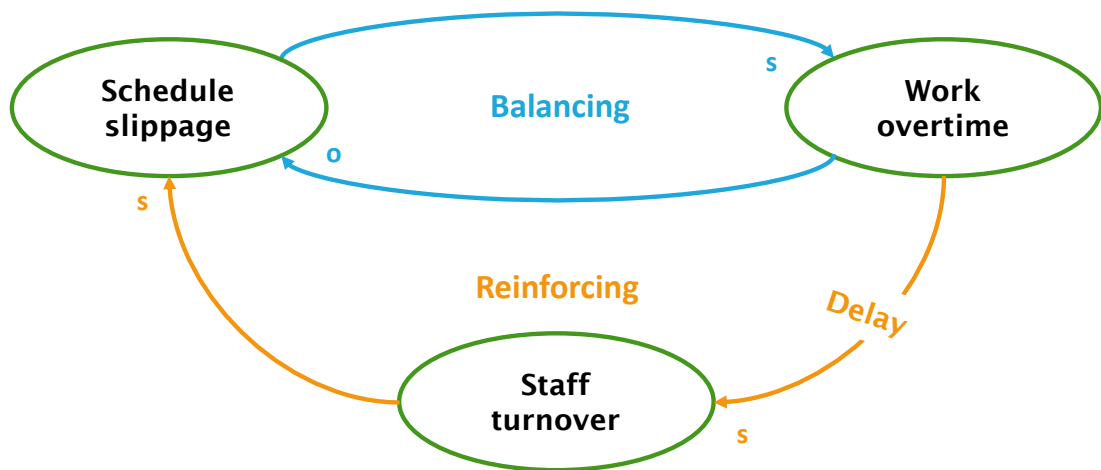 Schedule
slippage
s
Balancing
Work
overtime
o
s
Reinforcing
Delay
Staff
turnover
s